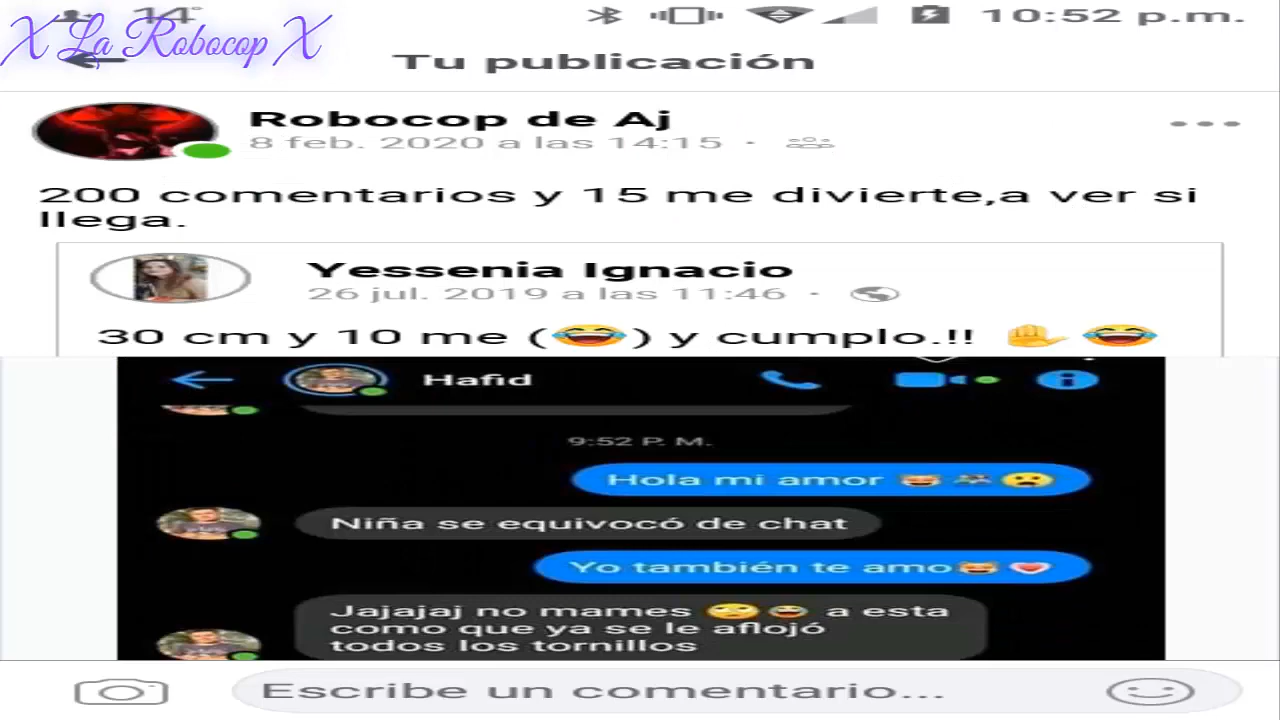 14°
10:52 p.m.
X La Robocop X
Tu publicación
Robocop de Aj
8 feb. 2020 a las 14:15 ·
200 comentarios y 15 me divierte,a ver si
llega.
Yessenia Ignacio
26 jul. 2019 a las 11:46 ·
30 cm y 10 me (😂) y cumplo.!! ✋😂
Hafid
9:52 P. M.
Hola mi amor
Niña se equivocó de chat
Yo también te amo
Jajajaj no mames 🙄😂 a esta
como que ya se le aflojó
todos los tornillos
Escribe un comentario...